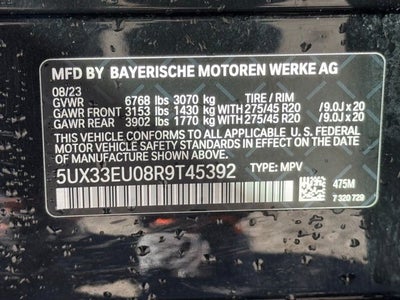 MFD BY BAYERISCHE MOTOREN WERKE AG
08/23
GVWR 6768 lbs 3070 kg TIRE / RIM
GAWR FRONT 3153 lbs 1430 kg WITH 275/45 R20 /9.0J x 20
GAWR REAR 3902 lbs 1770 kg WITH 275/45 R20 /9.0J x 20
THIS VEHICLE CONFORMS TO ALL APPLICABLE U.S. FEDERAL
MOTOR VEHICLE SAFETY STANDARDS IN EFFECT ON THE DATE
OF MANUFACTURE SHOWN ABOVE.
5UX33EU08R9T45392 TYPE: MPV 475M
7 320 729